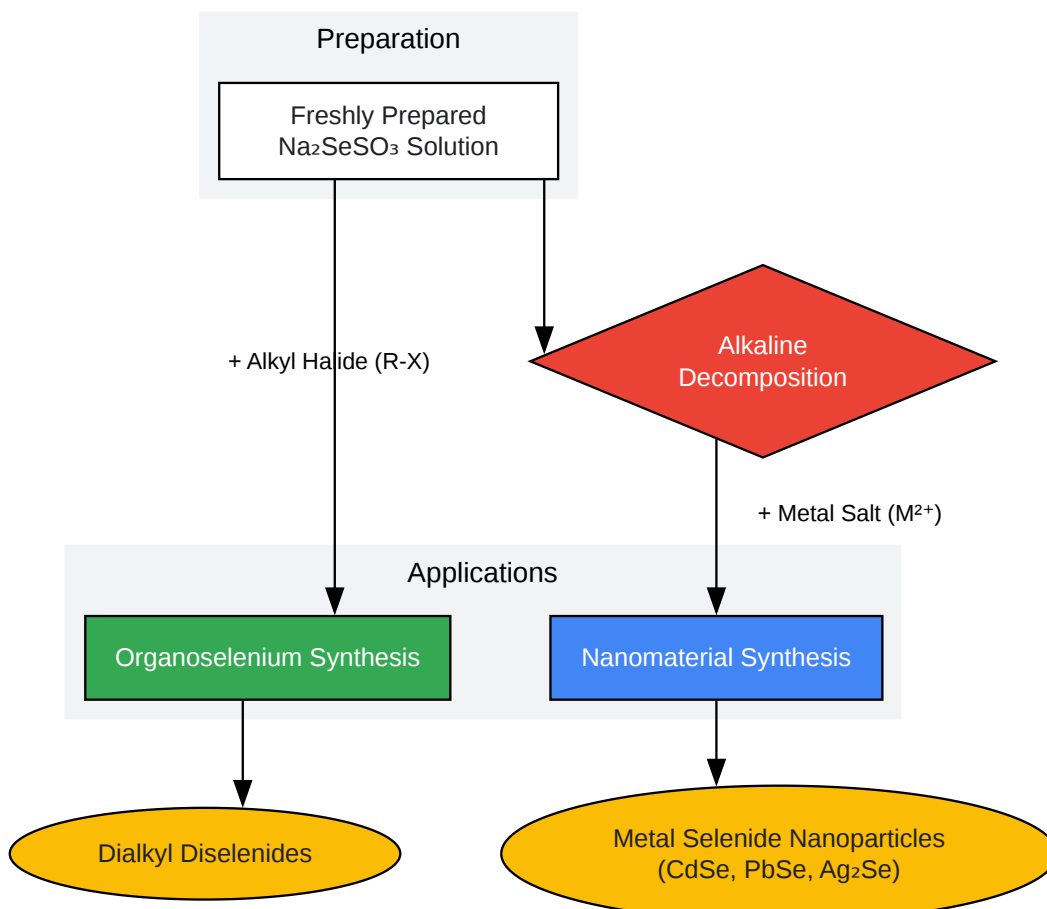 Preparation
Freshly Prepared
Na₂SeSO₃ Solution
+ Alkyl Halide (R-X)
Alkaline
Decomposition
+ Metal Salt (M²⁺)
Applications
Organoselenium Synthesis
Nanomaterial Synthesis
Dialkyl Diselenides
Metal Selenide Nanoparticles
(CdSe, PbSe, Ag₂Se)